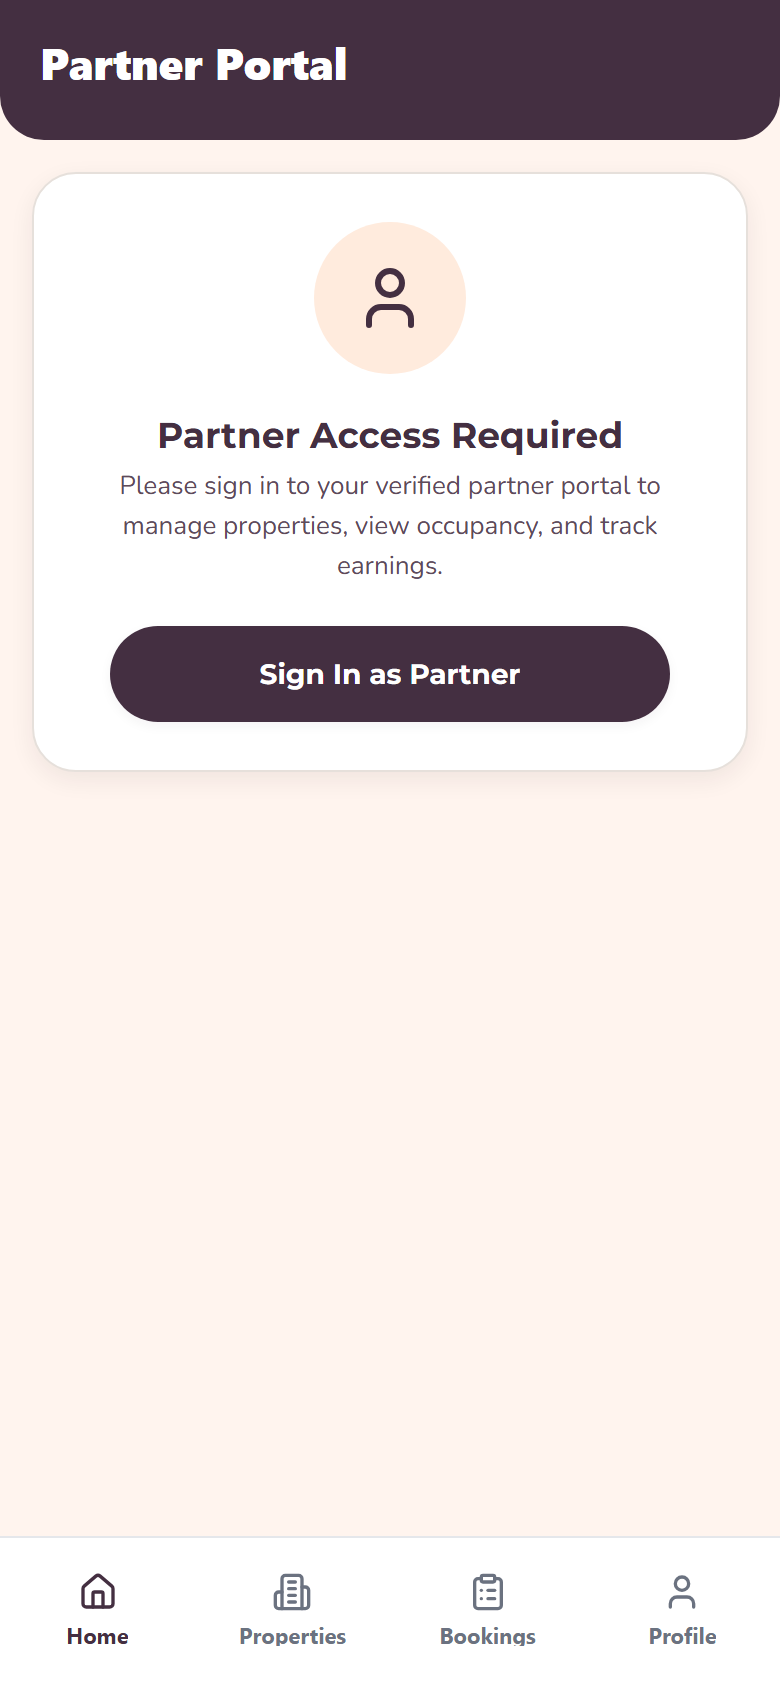 Partner Portal
Partner Access Required
Please sign in to your verified partner portal to
manage properties, view occupancy, and track
earnings.
Sign In as Partner
Home
Properties
Bookings
Profile